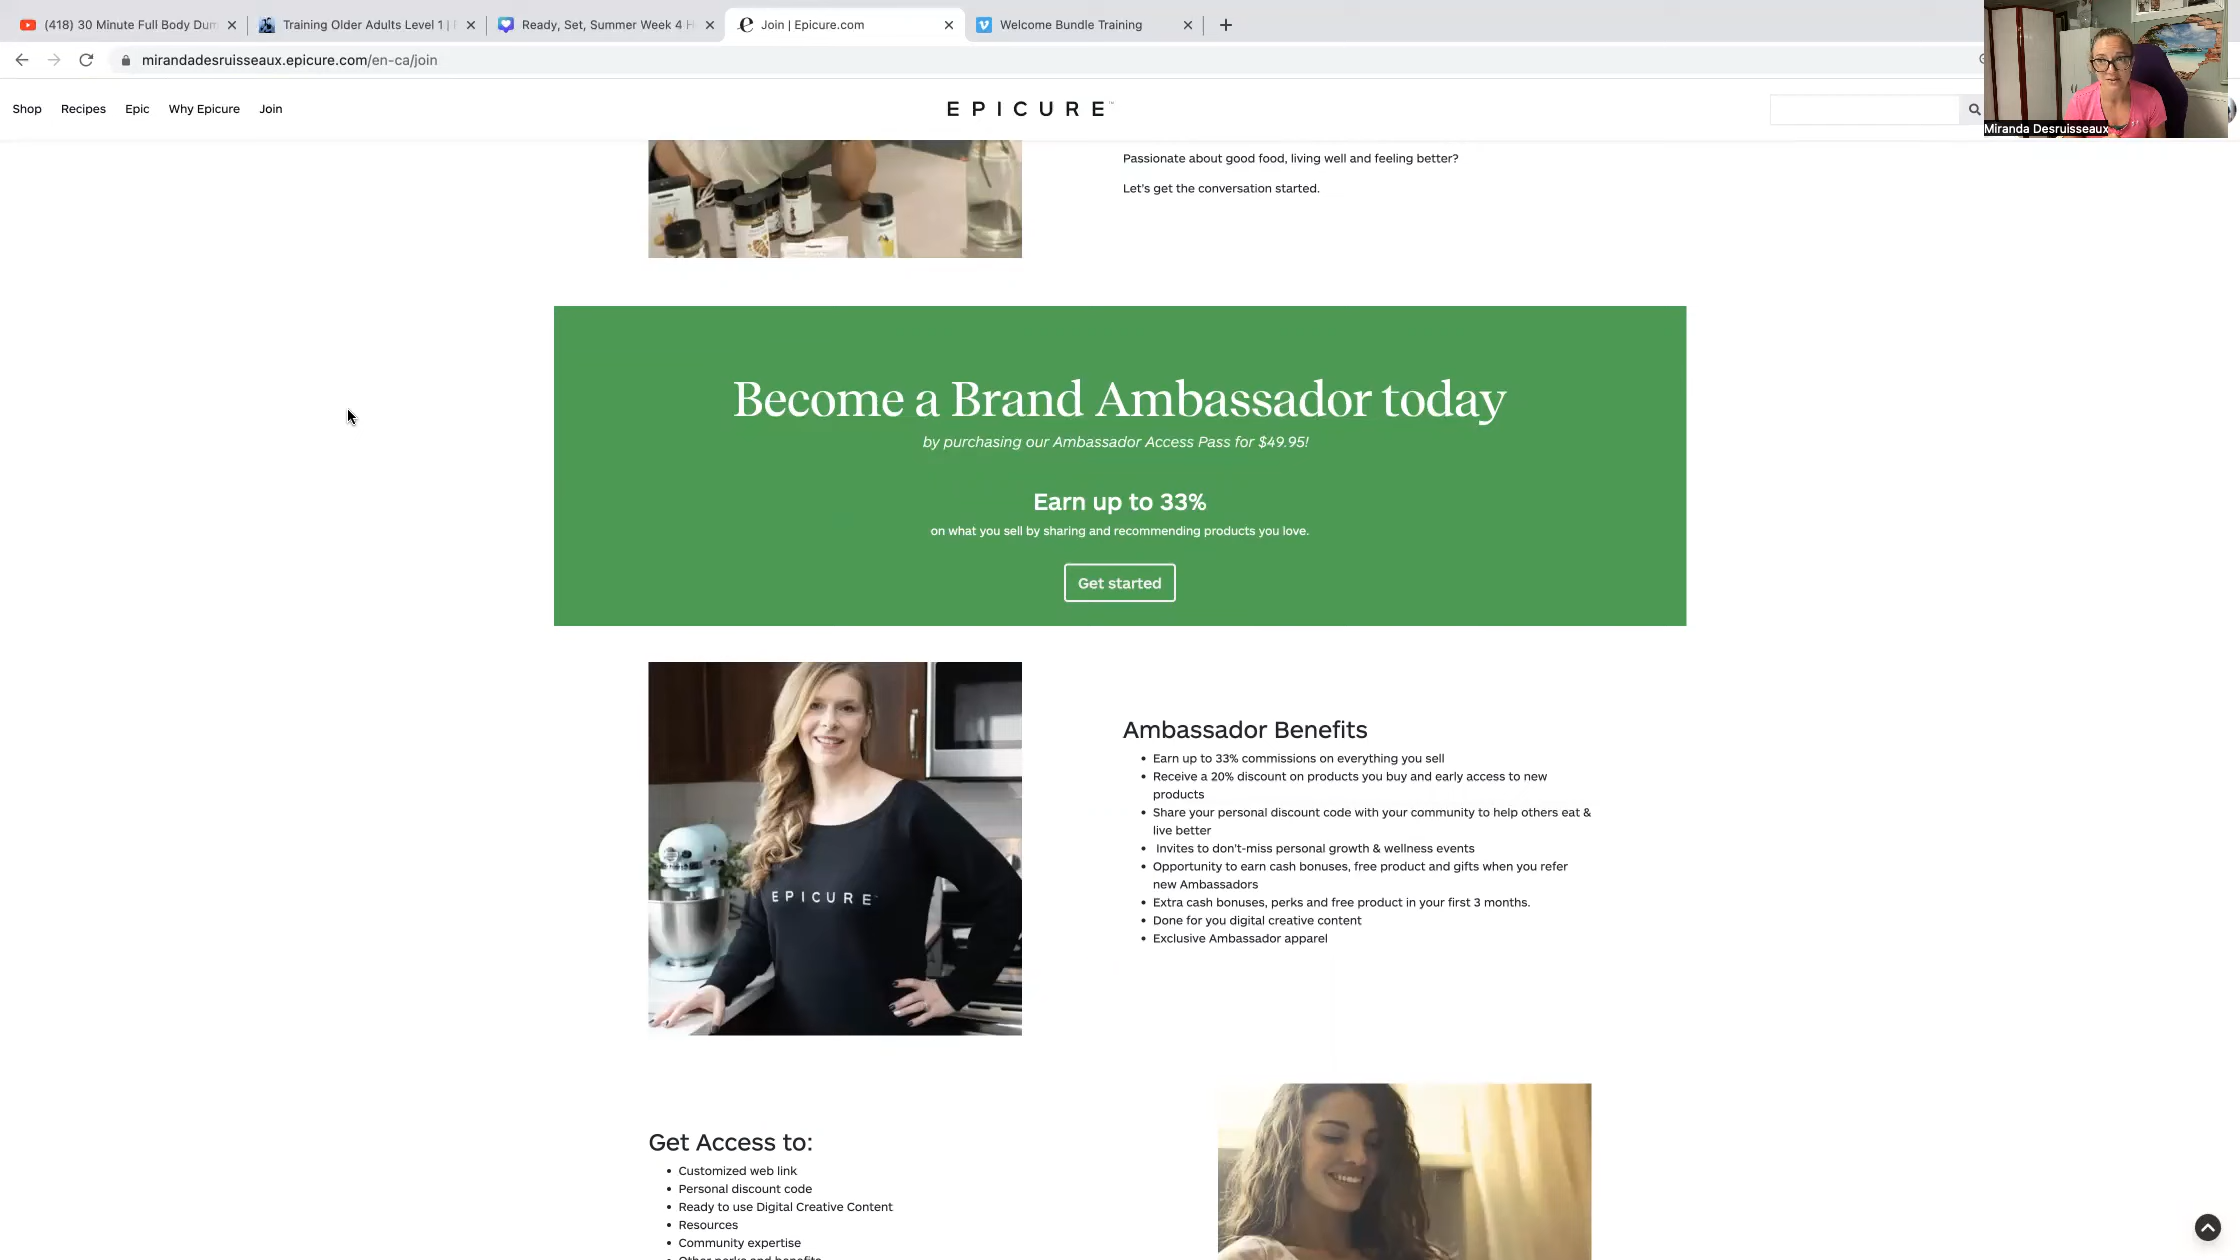 (418) 30 Minute Full Body Dum
Training Older Adults Level 1 |
Ready, Set, Summer Week 4 H
Join | Epicure.com
Welcome Bundle Training
mirandadesruisseaux.epicure.com/en-ca/join
Shop
Recipes
Epic
Why Epicure
Join
EPICURE™
Miranda Desruisseaux
Passionate about good food, living well and feeling better?
Let's get the conversation started.
Become a Brand Ambassador today
by purchasing our Ambassador Access Pass for $49.95!
Earn up to 33%
on what you sell by sharing and recommending products you love.
Get started
EPICURE
Ambassador Benefits
• Earn up to 33% commissions on everything you sell
• Receive a 20% discount on products you buy and early access to new
products
• Share your personal discount code with your community to help others eat &
live better
• Invites to don't-miss personal growth & wellness events
• Opportunity to earn cash bonuses, free product and gifts when you refer
new Ambassadors
• Extra cash bonuses, perks and free product in your first 3 months.
• Done for you digital creative content
• Exclusive Ambassador apparel
Get Access to:
• Customized web link
• Personal discount code
• Ready to use Digital Creative Content
• Resources
• Community expertise
• Other perks and benefits